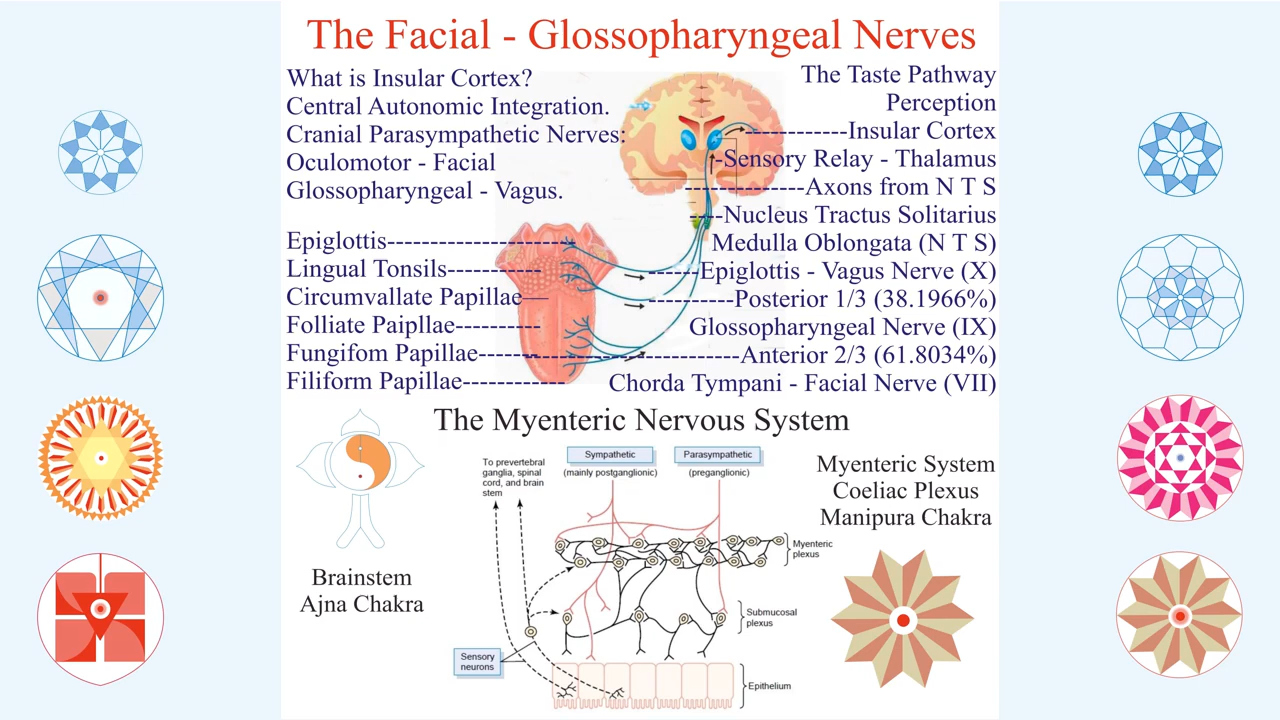 The Facial - Glossopharyngeal Nerves
What is Insular Cortex?
Central Autonomic Integration.
Cranial Parasympathetic Nerves:
Oculomotor - Facial
Glossopharyngeal - Vagus.
Epiglottis
Lingual Tonsils
Circumvallate Papillae
Folliate Paipllae
Fungifom Papillae
Filiform Papillae
The Taste Pathway
Perception
Insular Cortex
Sensory Relay - Thalamus
Axons from N T S
Nucleus Tractus Solitarius
Medulla Oblongata (N T S)
Epiglottis - Vagus Nerve (X)
Posterior 1/3 (38.1966%)
Glossopharyngeal Nerve (IX)
Anterior 2/3 (61.8034%)
Chorda Tympani - Facial Nerve (VII)
The Myenteric Nervous System
Brainstem
Ajna Chakra
To prevertebral
ganglia, spinal
cord, and brain
stem
Sympathetic
(mainly postganglionic)
Parasympathetic
(preganglionic)
Myenteric
plexus
Submucosal
plexus
Sensory
neurons
Epithelium
Myenteric System
Coeliac Plexus
Manipura Chakra